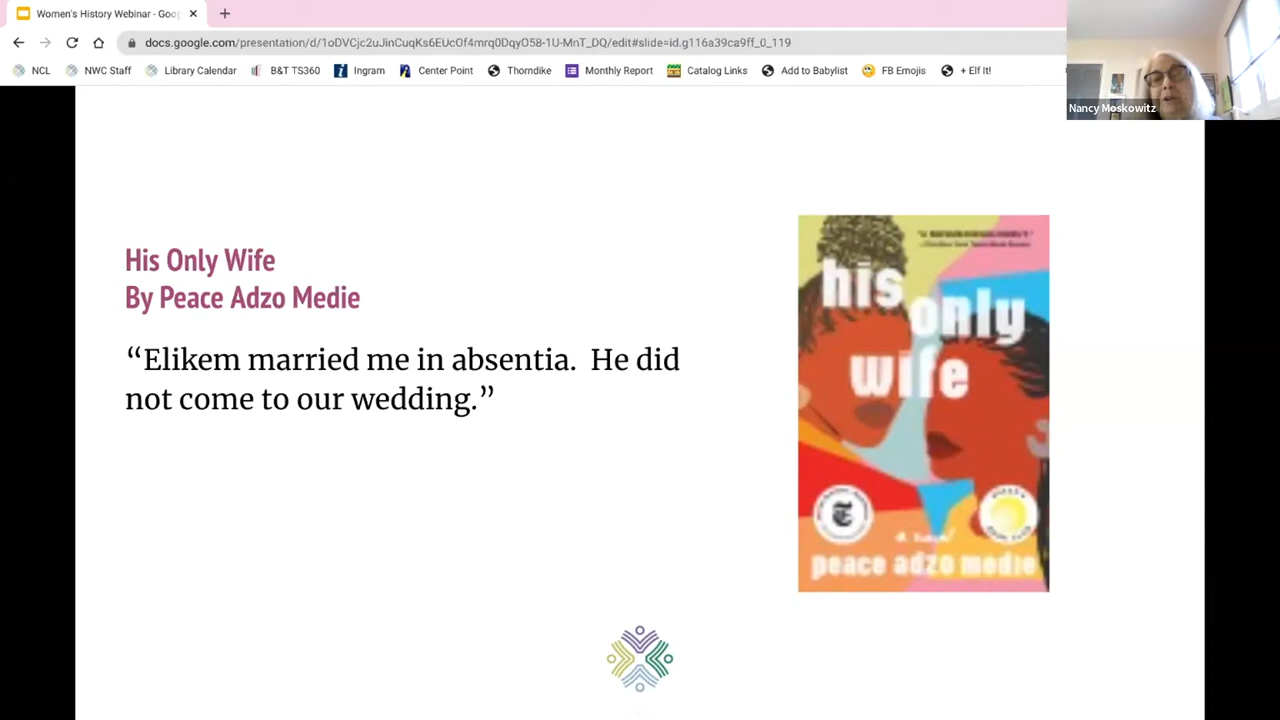 Women's History Webinar - Goo
docs.google.com/presentation/d/1oDVCjc2uJinCuqKs6EUcOf4mrq0DqyO58-1U-MnT_DQ/edit#slide=id.g116a39ca9ff_0_119
NCL NWC Staff Library Calendar B&T TS360 Ingram Center Point Thorndike Monthly Report Catalog Links Add to Babylist FB Emojis + Elf It!
Nancy Moskowitz
His Only Wife
By Peace Adzo Medie
“Elikem married me in absentia. He did
not come to our wedding.”
his
only
wife
peace adzo medie